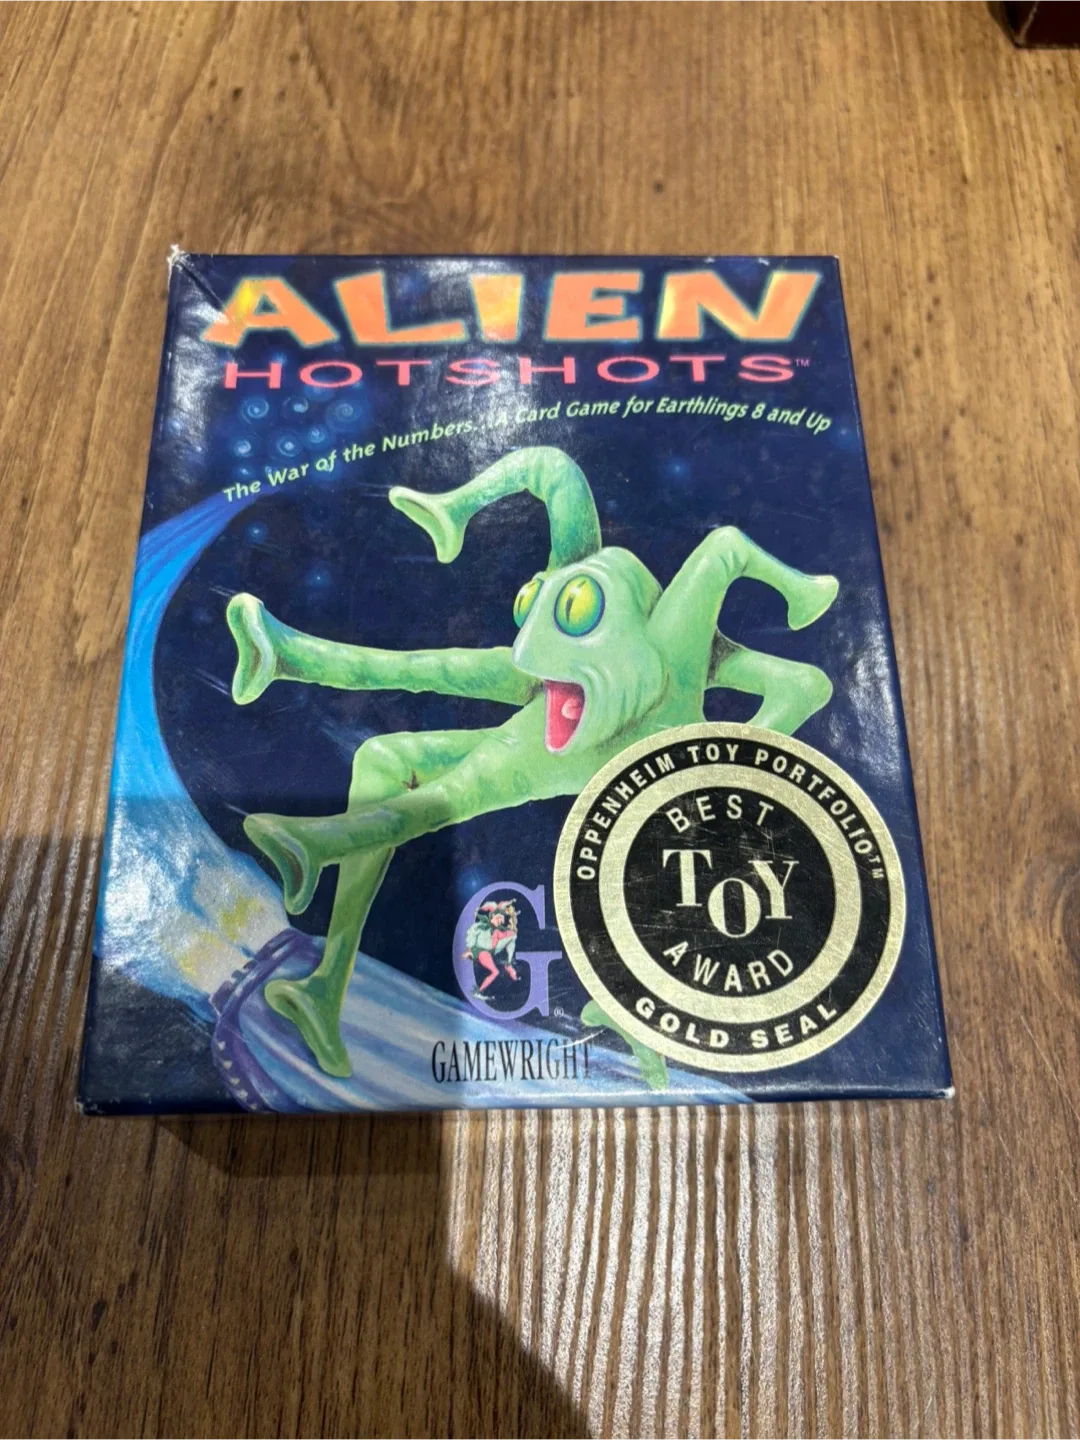 ALIEN
HOTSHOTS™
The War of the Numbers...A Card Game for Earthlings 8 and Up
G®
GAMEWRIGHT
OPPENHEIM TOY PORTFOLIO™
BEST
TOY
AWARD
GOLD SEAL